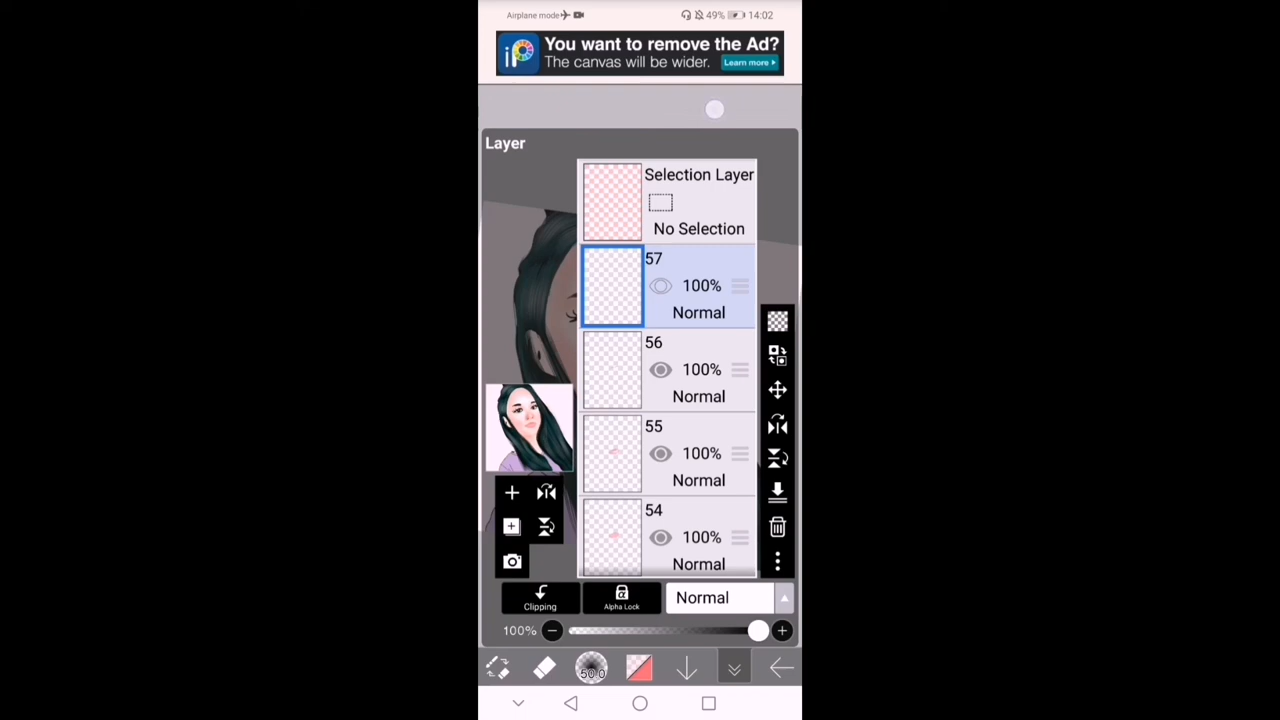 Airplane mode
49%
14:02
iP
You want to remove the Ad?
The canvas will be wider.
Learn more
Layer
Selection Layer
No Selection
57
100%
Normal
56
100%
Normal
55
100%
Normal
54
100%
Normal
Clipping
α
Alpha Lock
Normal
100%
50.0